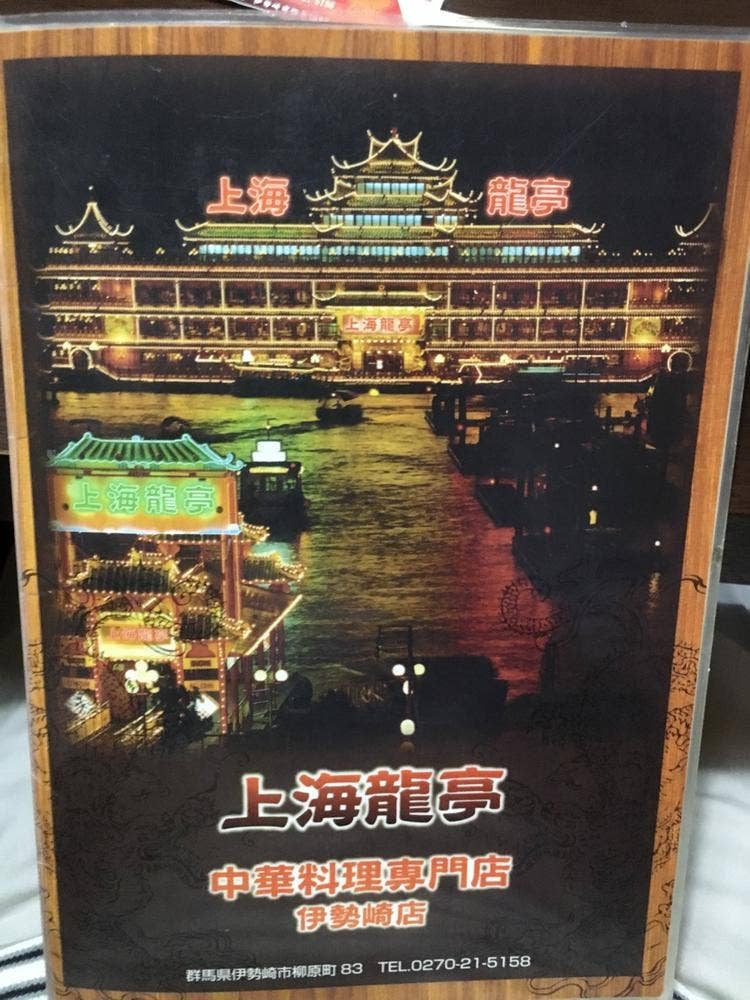 上海 龍亭
上海龍亭
上海龍亭
上海龍亭
中華料理専門店
伊勢崎店
群馬県伊勢崎市柳原町 83 TEL.0270-21-5158